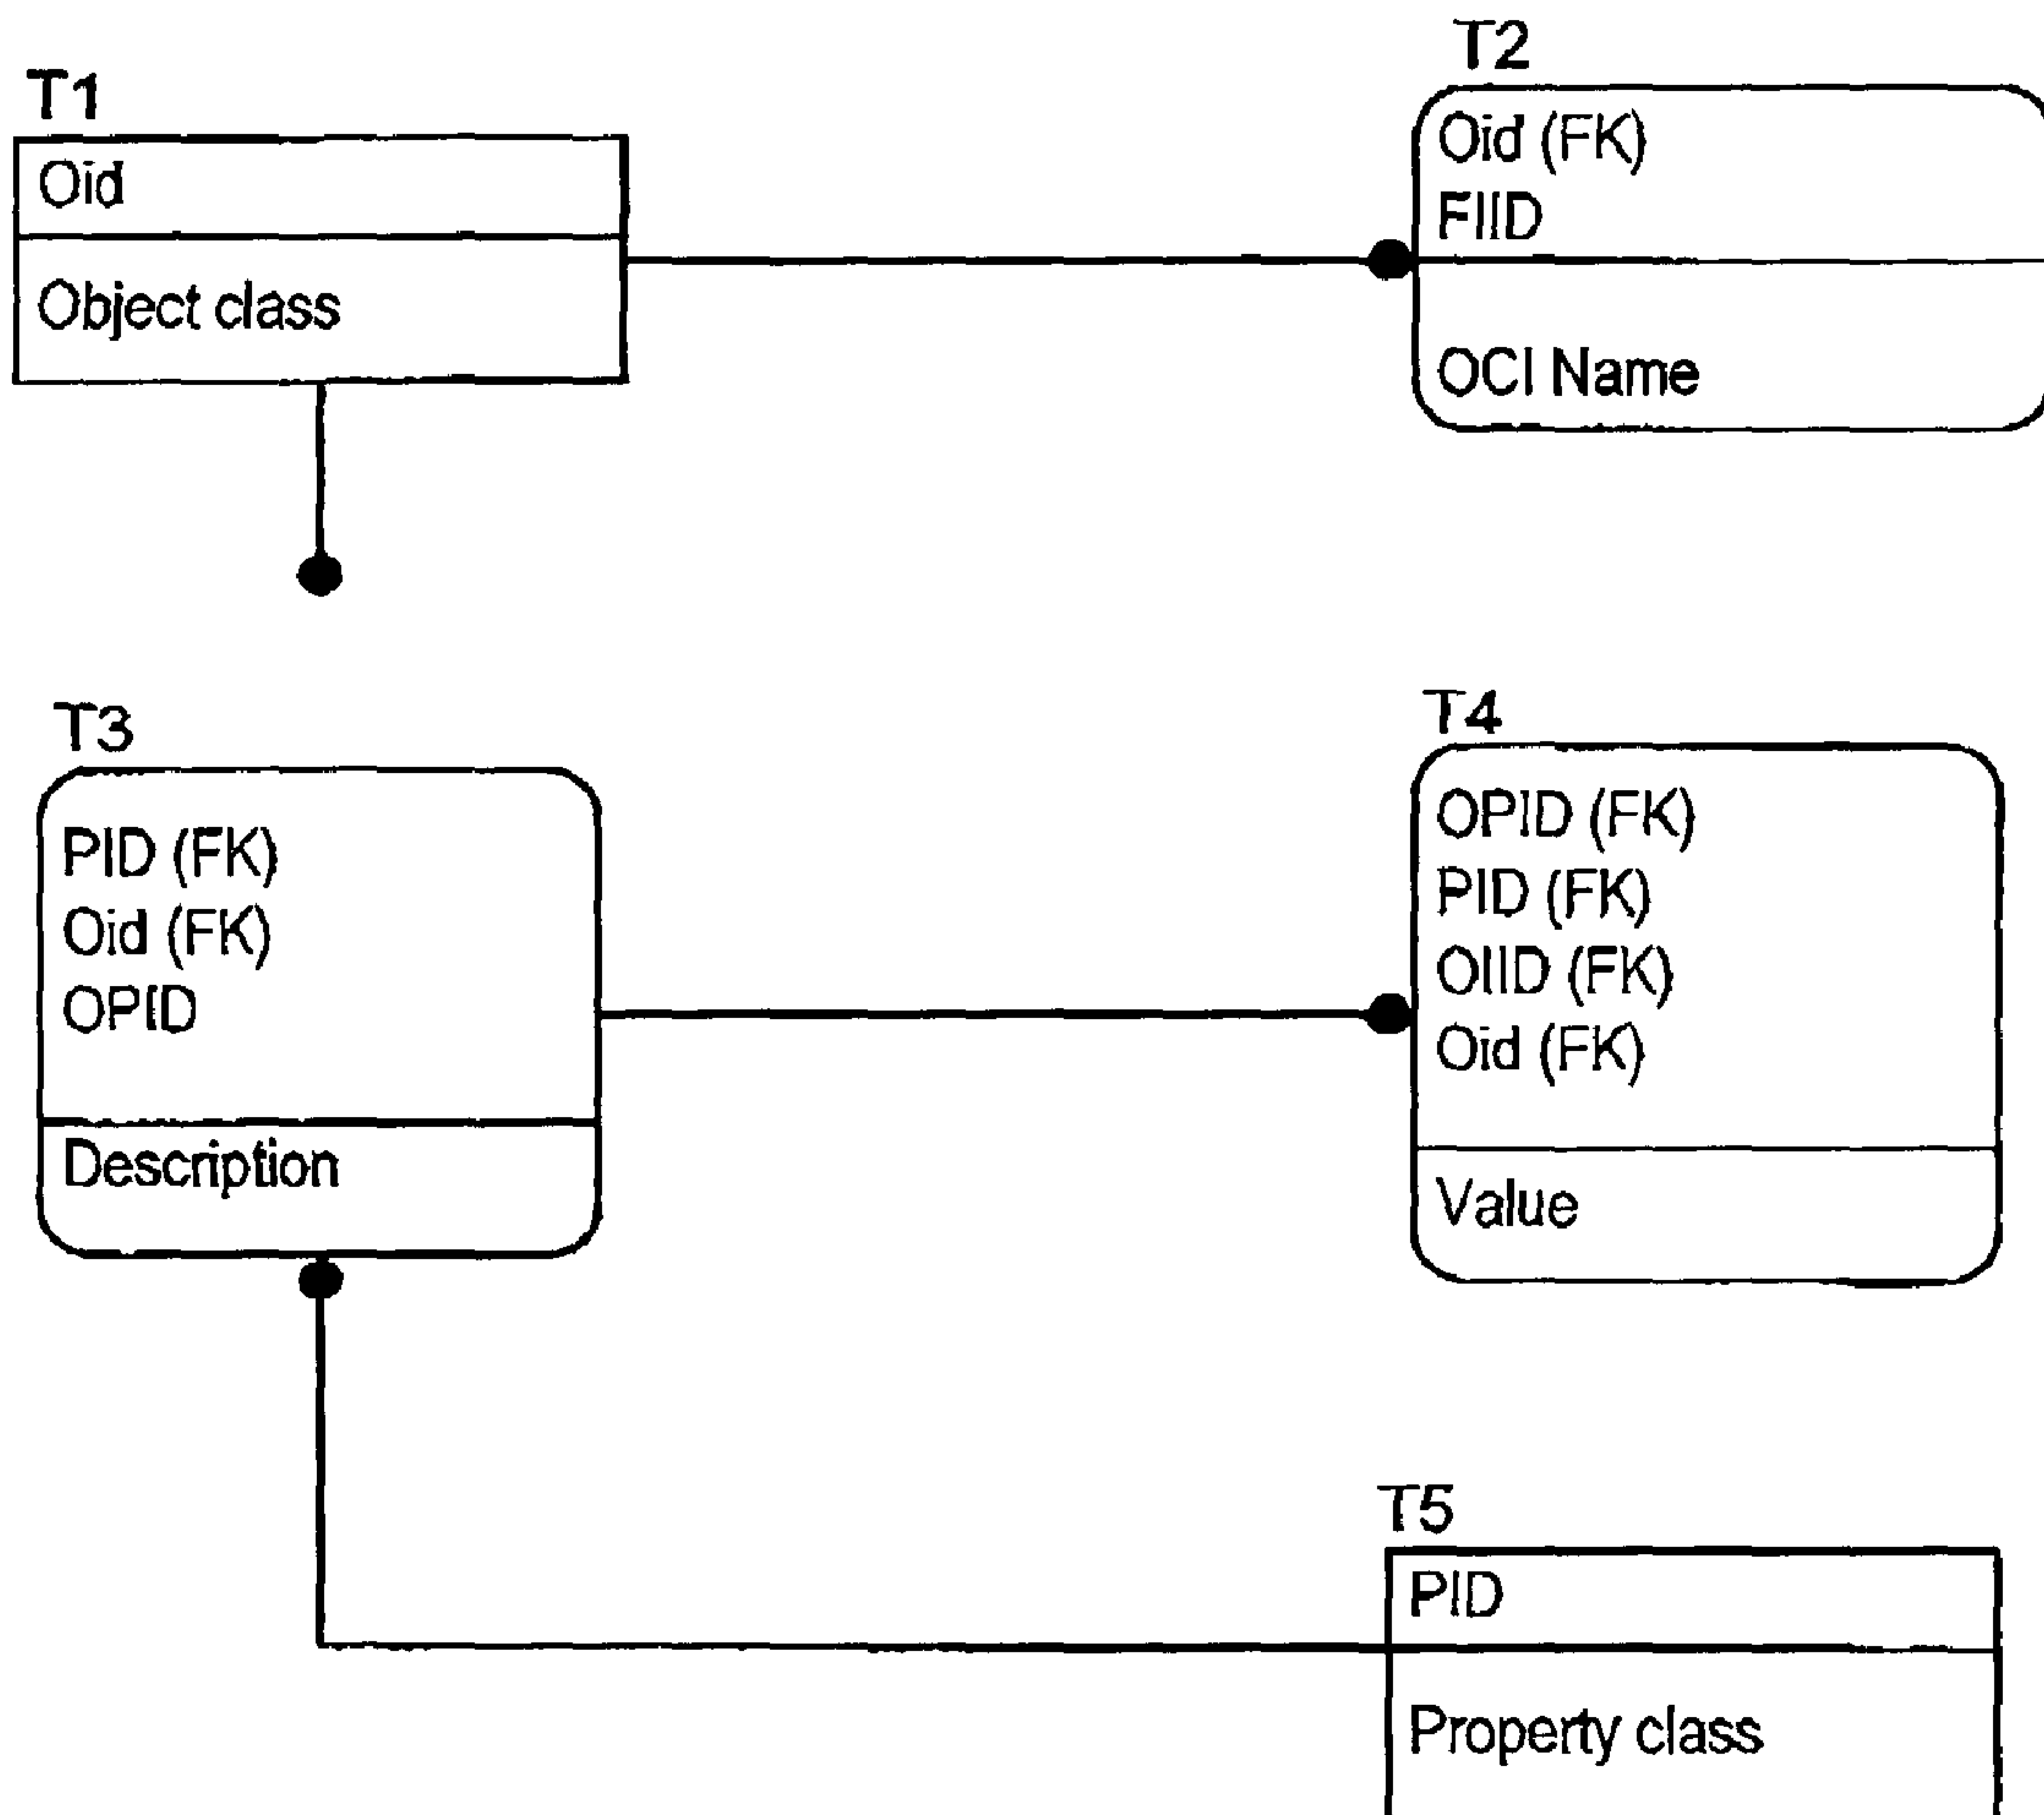 T1
Oid
Object class
T2
Oid (FK)
FIID
OCI Name
T3
PID (FK)
Oid (FK)
OPID
Description
T4
OPID (FK)
PID (FK)
OIID (FK)
Oid (FK)
Value
T5
PID
Property class